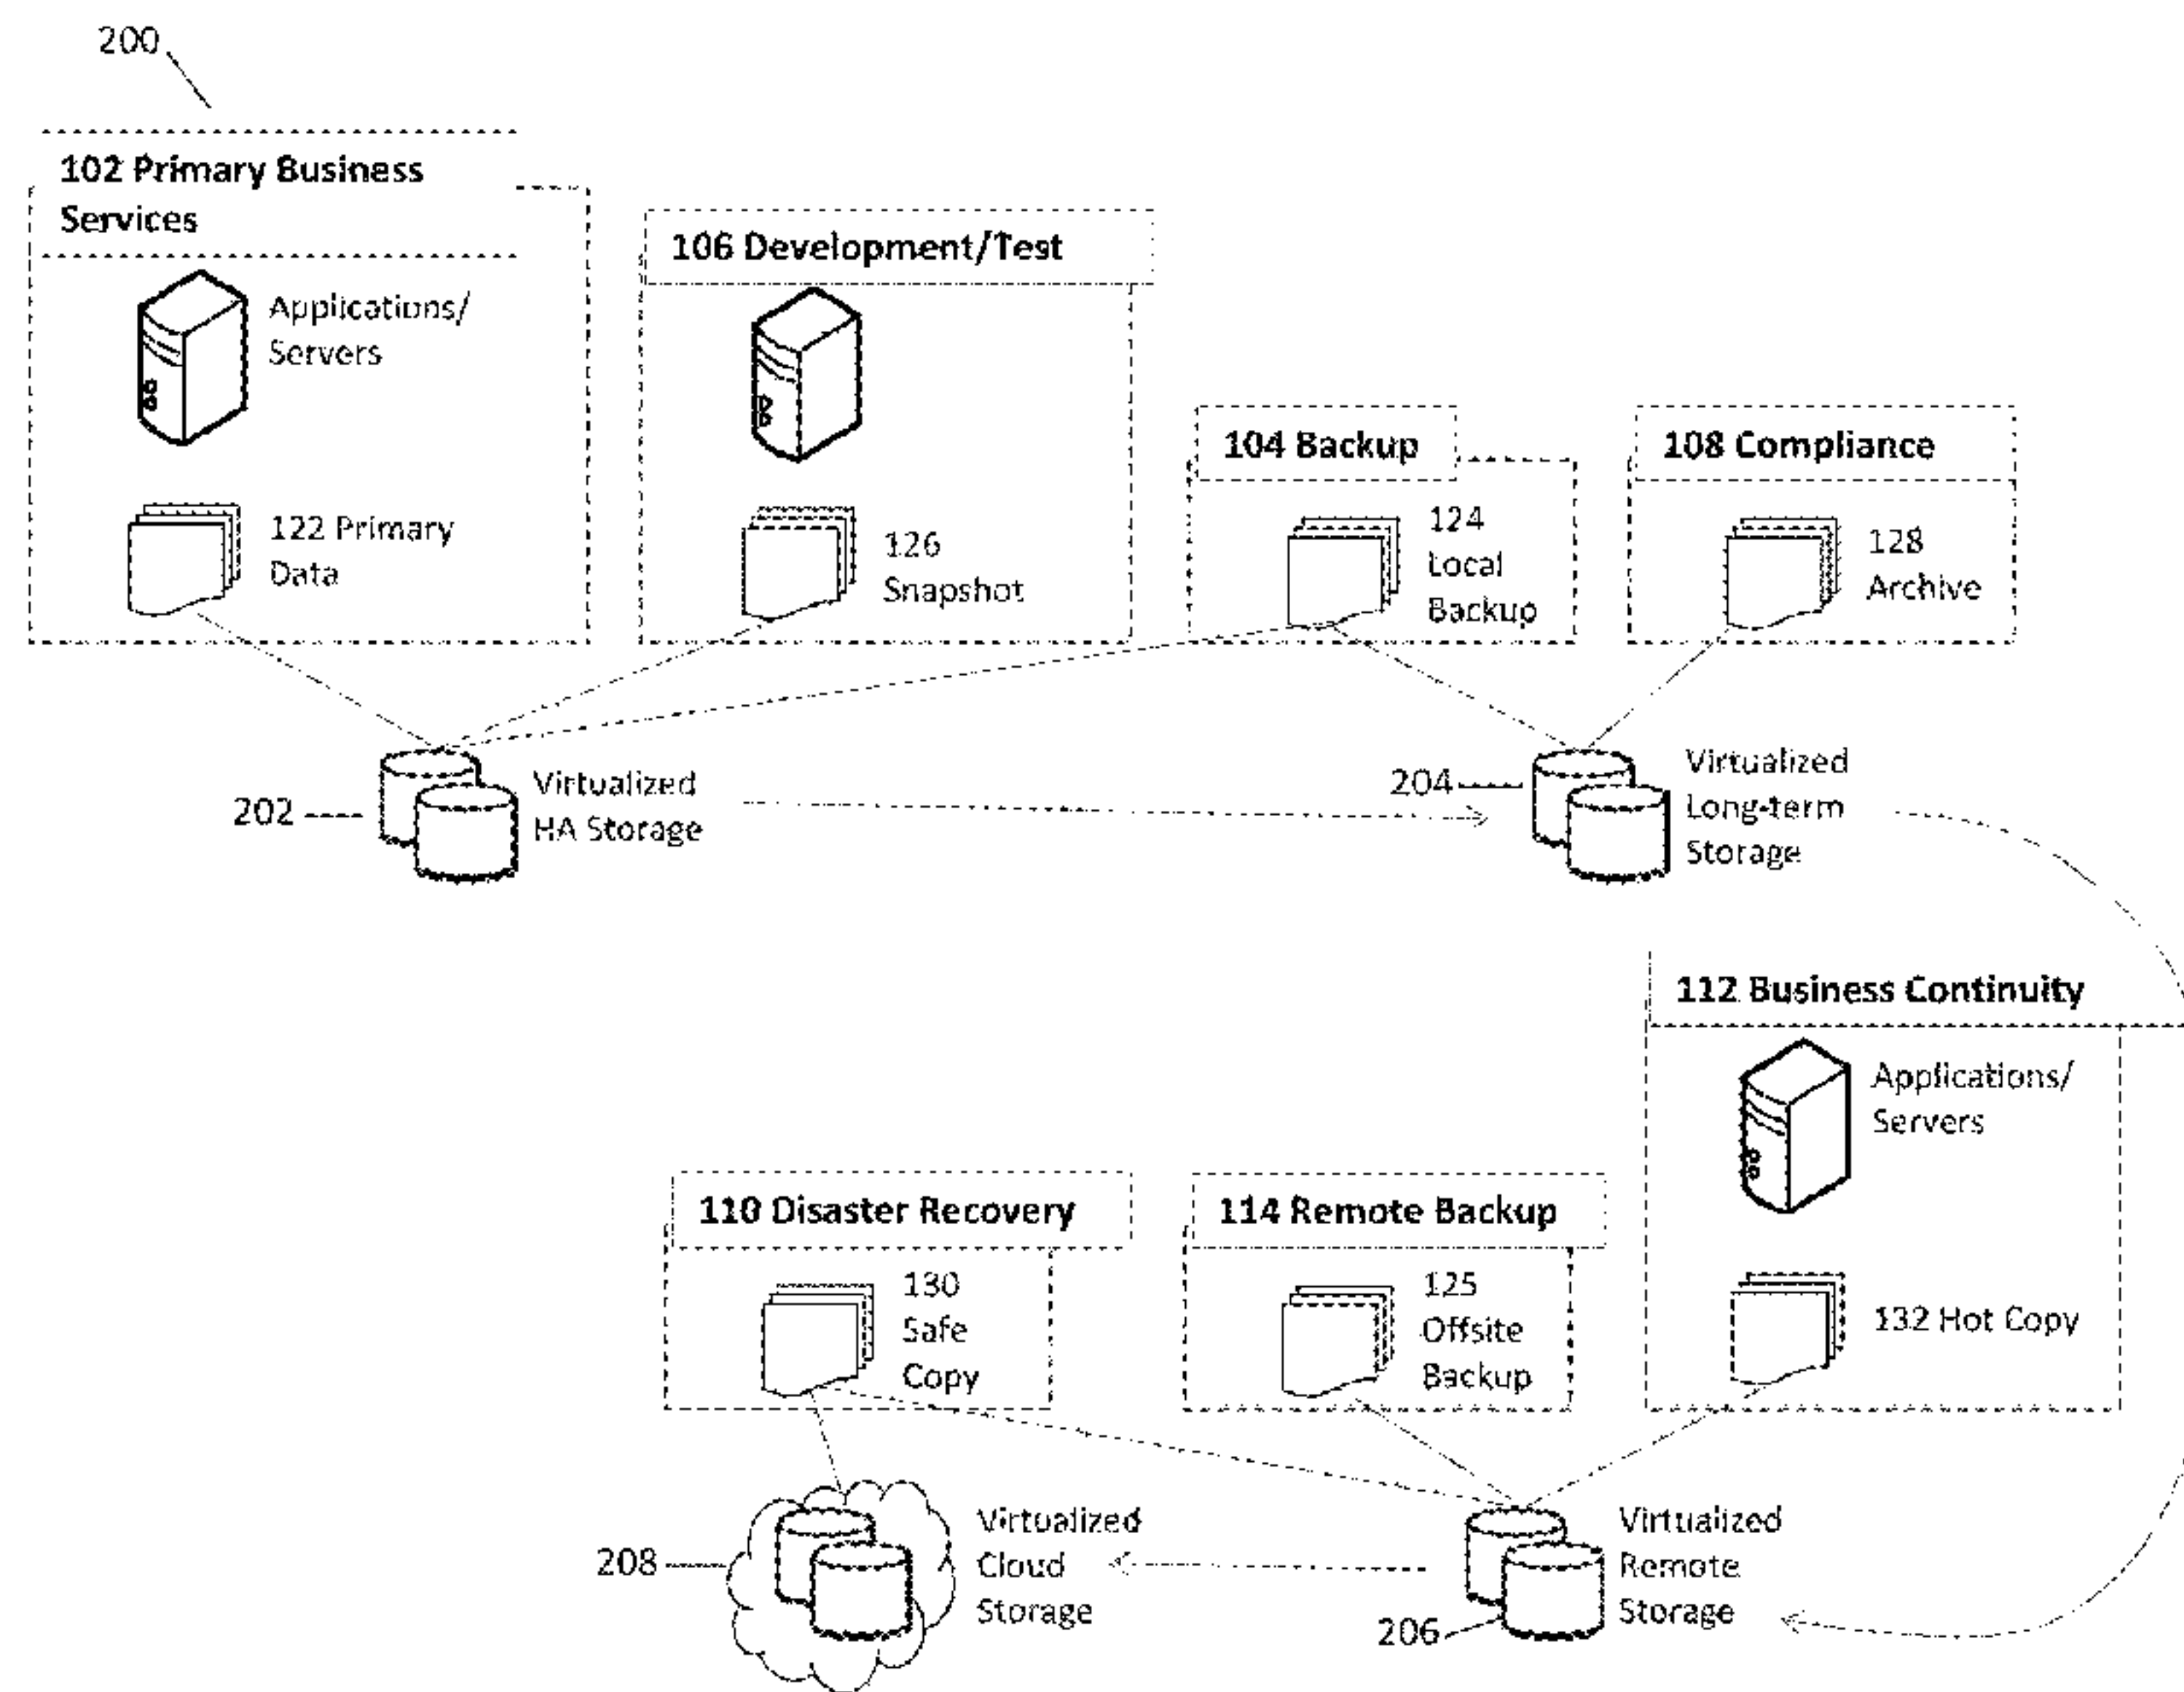 200
102 Primary Business
Services
Applications/
Servers
122 Primary
Data
106 Development/Test
126
Snapshot
104 Backup
124
Local
Backup
108 Compliance
128
Archive
202
Virtualized
HA Storage
204
Virtualized
Long-term
Storage
112 Business Continuity
Applications/
Servers
132 Hot Copy
110 Disaster Recovery
130
Safe
Copy
114 Remote Backup
125
Offsite
Backup
208
Virtualized
Cloud
Storage
206
Virtualized
Remote
Storage